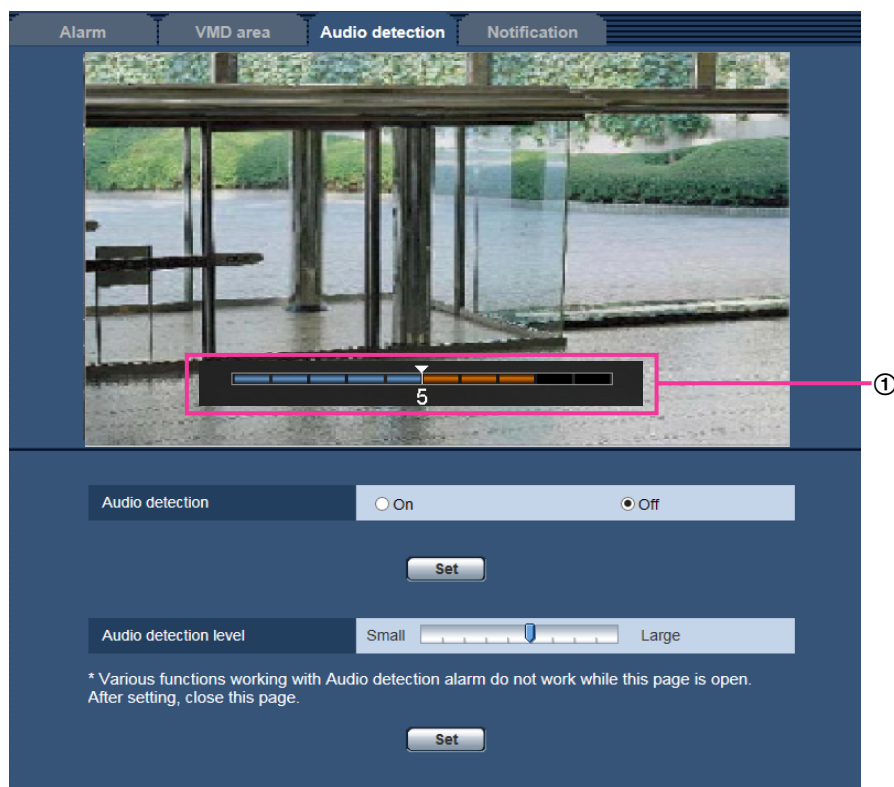 Alarm
VMD area
Audio detection
Notification
5
①
Audio detection
On
Off
Set
Audio detection level
Small
Large
* Various functions working with Audio detection alarm do not work while this page is open.
After setting, close this page.
Set